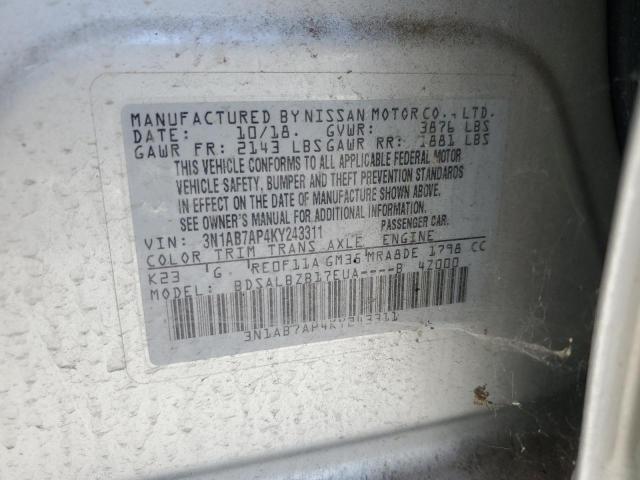 MANUFACTURED BY NISSAN MOTOR CO., LTD.
DATE: 10/18. GVWR: 3876 LBS
GAWR FR: 2143 LBS GAWR RR: 1881 LBS
THIS VEHICLE CONFORMS TO ALL APPLICABLE FEDERAL MOTOR
VEHICLE SAFETY, BUMPER AND THEFT PREVENTION STANDARDS
IN EFFECT ON THE DATE OF MANUFACTURE SHOWN ABOVE.
SEE OWNER'S MANUAL FOR ADDITIONAL INFORMATION.
VIN: 3N1AB7AP4KY243311 PASSENGER CAR.
COLOR TRIM TRANS AXLE ENGINE
K23 G RE0F11A GM36 MRA8DE 1798 CC
MODEL: BDSALBZB17EUA----B 4Z000
3N1AB7AP4KY243311